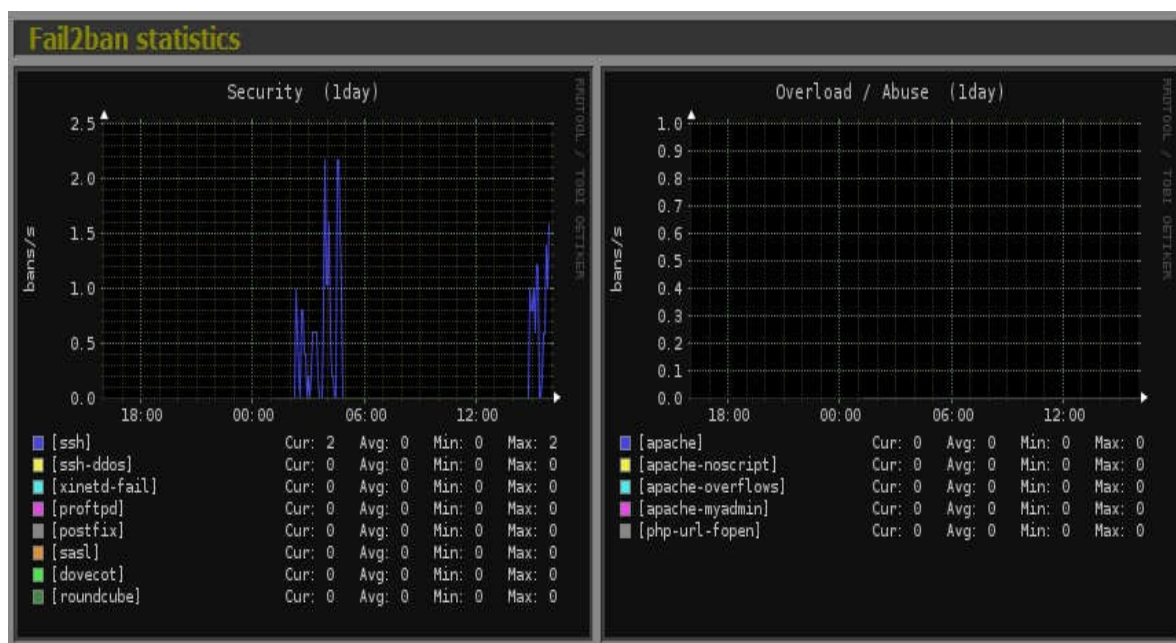 Fail2ban statistics
Security (1day)
RRDTOOL / TOBI OETIKER
bans/s
2.5
2.0
1.5
1.0
0.5
0.0
18:00 00:00 06:00 12:00
[ssh] Cur: 2 Avg: 0 Min: 0 Max: 2
[ssh-ddos] Cur: 0 Avg: 0 Min: 0 Max: 0
[xinetd-fail] Cur: 0 Avg: 0 Min: 0 Max: 0
[proftpd] Cur: 0 Avg: 0 Min: 0 Max: 0
[postfix] Cur: 0 Avg: 0 Min: 0 Max: 0
[sasl] Cur: 0 Avg: 0 Min: 0 Max: 0
[dovecot] Cur: 0 Avg: 0 Min: 0 Max: 0
[roundcube] Cur: 0 Avg: 0 Min: 0 Max: 0
Overload / Abuse (1day)
RRDTOOL / TOBI OETIKER
bans/s
1.0
0.9
0.8
0.7
0.6
0.5
0.4
0.3
0.2
0.1
0.0
18:00 00:00 06:00 12:00
[apache] Cur: 0 Avg: 0 Min: 0 Max: 0
[apache-noscript] Cur: 0 Avg: 0 Min: 0 Max: 0
[apache-overflows] Cur: 0 Avg: 0 Min: 0 Max: 0
[apache-myadmin] Cur: 0 Avg: 0 Min: 0 Max: 0
[php-url-fopen] Cur: 0 Avg: 0 Min: 0 Max: 0